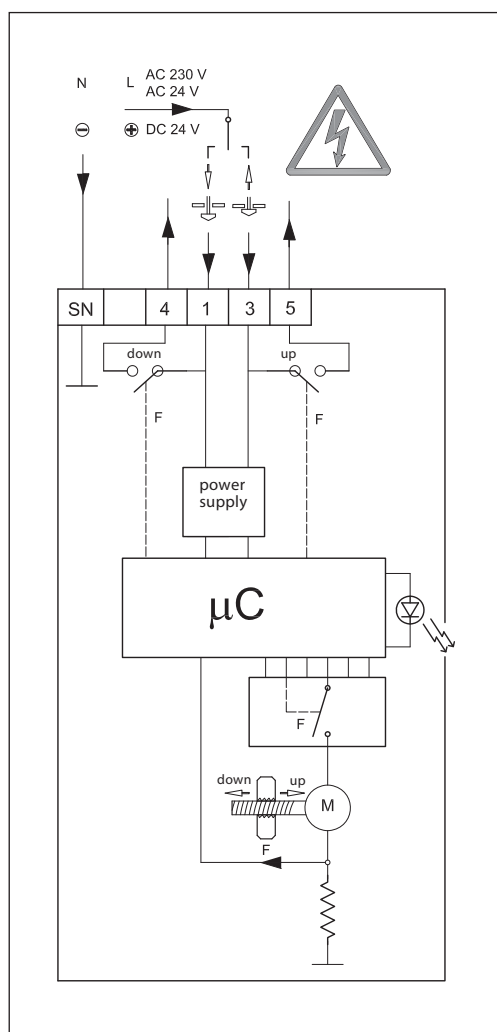 N L AC 230 V
AC 24 V
DC 24 V
SN 4 1 3 5
down up
F F
power
supply
µC
F
down up
M
F